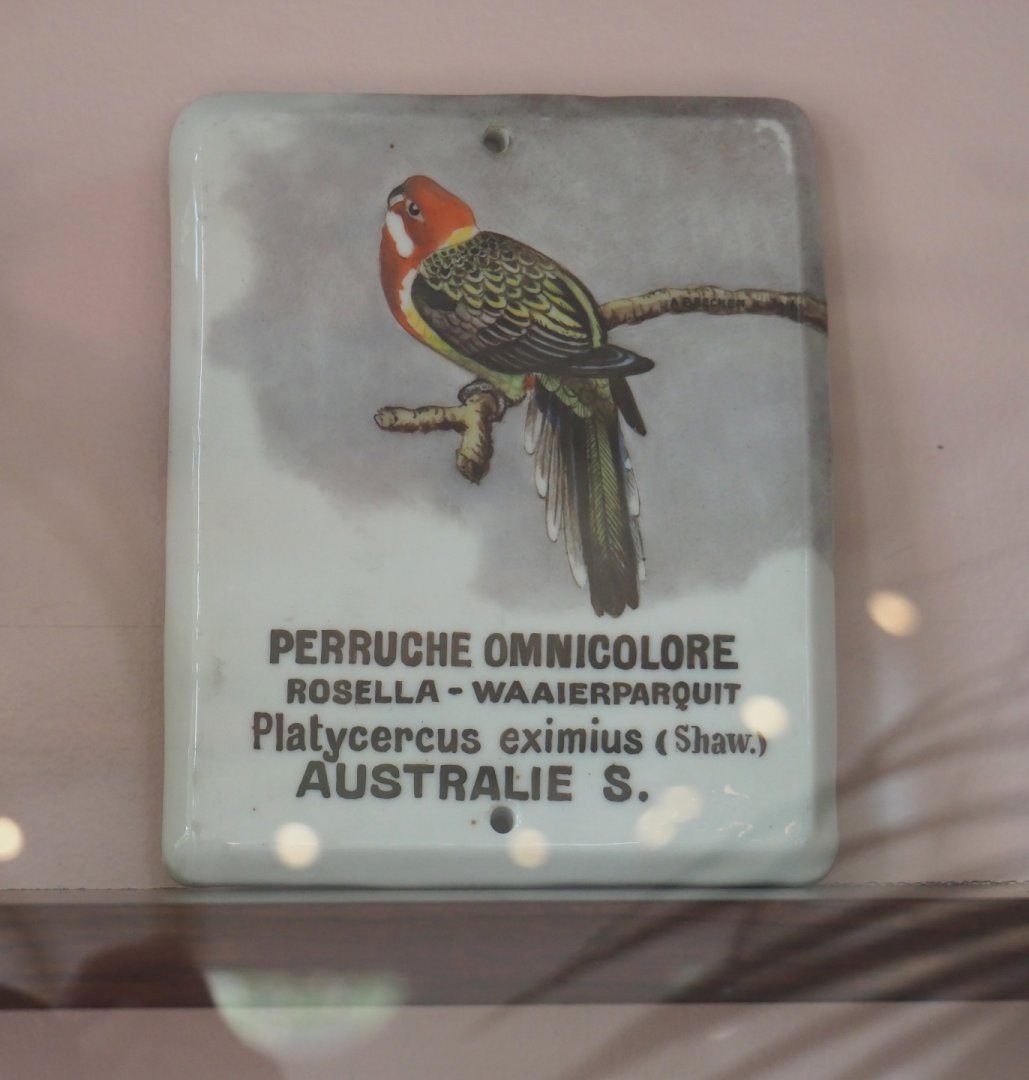 PERRUCHE OMNICOLORE
ROSELLA - WAAIERPARQUIT
Platycercus eximius (Shaw.)
AUSTRALIE S.